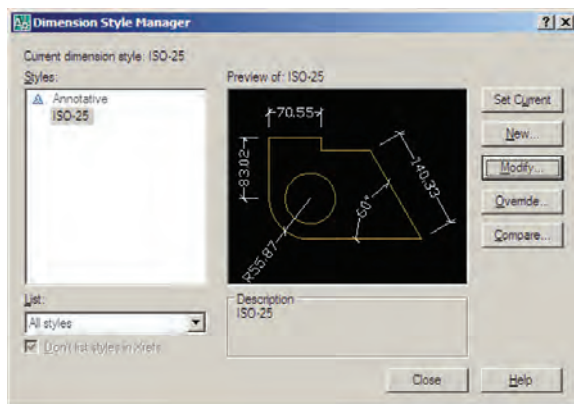 Dimension Style Manager
Current dimension style: ISO-25
Styles:
Annotative
ISO-25
Preview of: ISO-25
70.55
83.02
140.33
60°
R55.87
Set Current
New...
Modify...
Override...
Compare...
List:
All styles
Don't list styles in Xrefs
Description
ISO-25
Close
Help